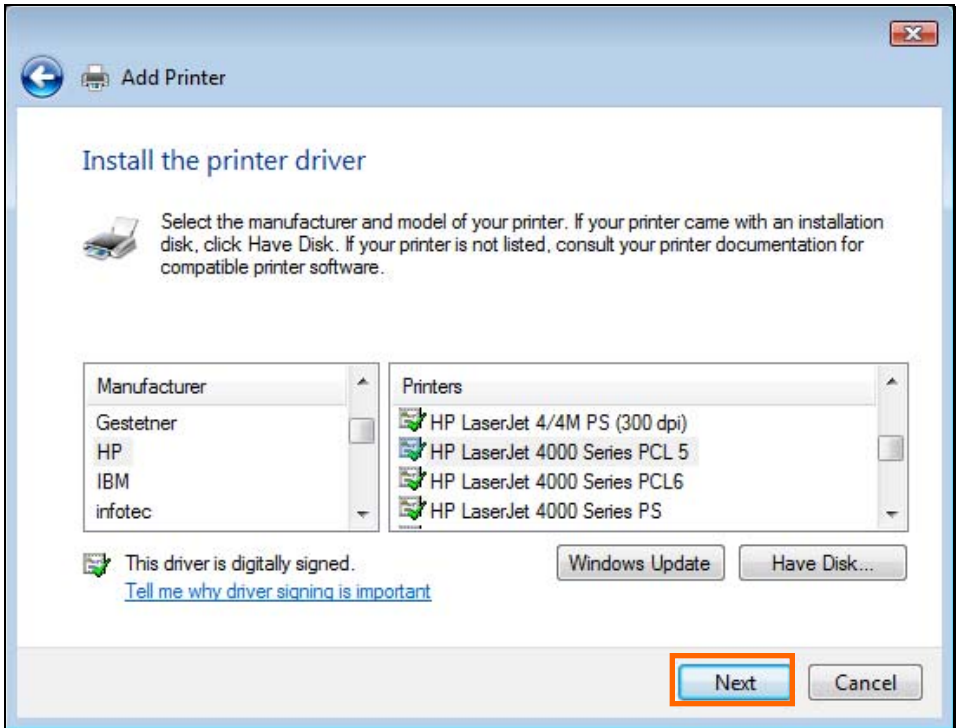 Add Printer
Install the printer driver
Select the manufacturer and model of your printer. If your printer came with an installation
disk, click Have Disk. If your printer is not listed, consult your printer documentation for
compatible printer software.
Manufacturer
Gestetner
HP
IBM
infotec
Printers
HP LaserJet 4/4M PS (300 dpi)
HP LaserJet 4000 Series PCL 5
HP LaserJet 4000 Series PCL6
HP LaserJet 4000 Series PS
This driver is digitally signed.
Tell me why driver signing is important
Windows Update
Have Disk...
Next
Cancel